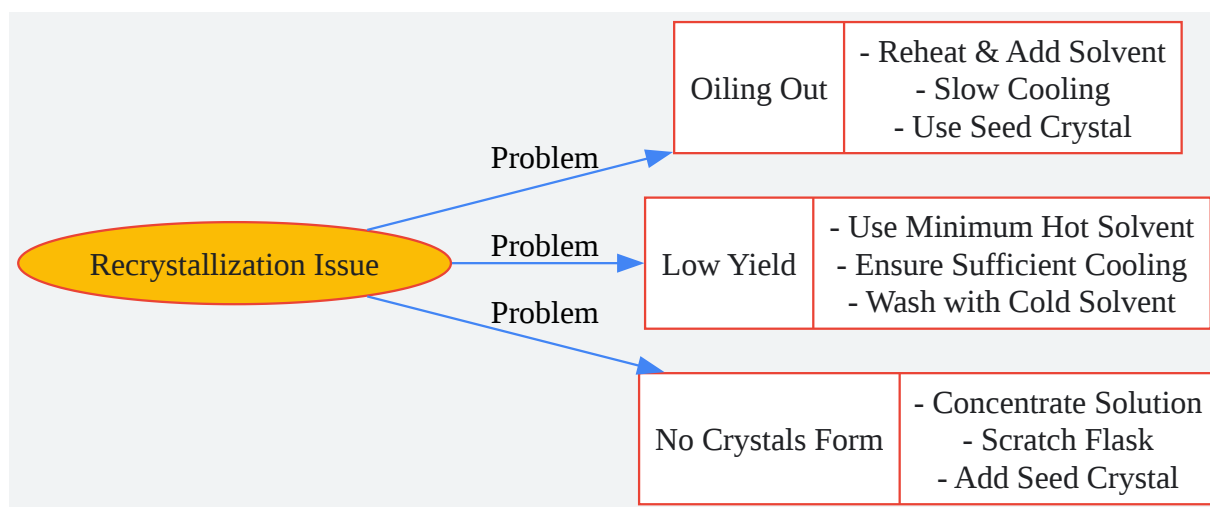 Recrystallization Issue
Problem
Oiling Out
- Reheat & Add Solvent
- Slow Cooling
- Use Seed Crystal
Problem
Low Yield
- Use Minimum Hot Solvent
- Ensure Sufficient Cooling
- Wash with Cold Solvent
Problem
No Crystals Form
- Concentrate Solution
- Scratch Flask
- Add Seed Crystal